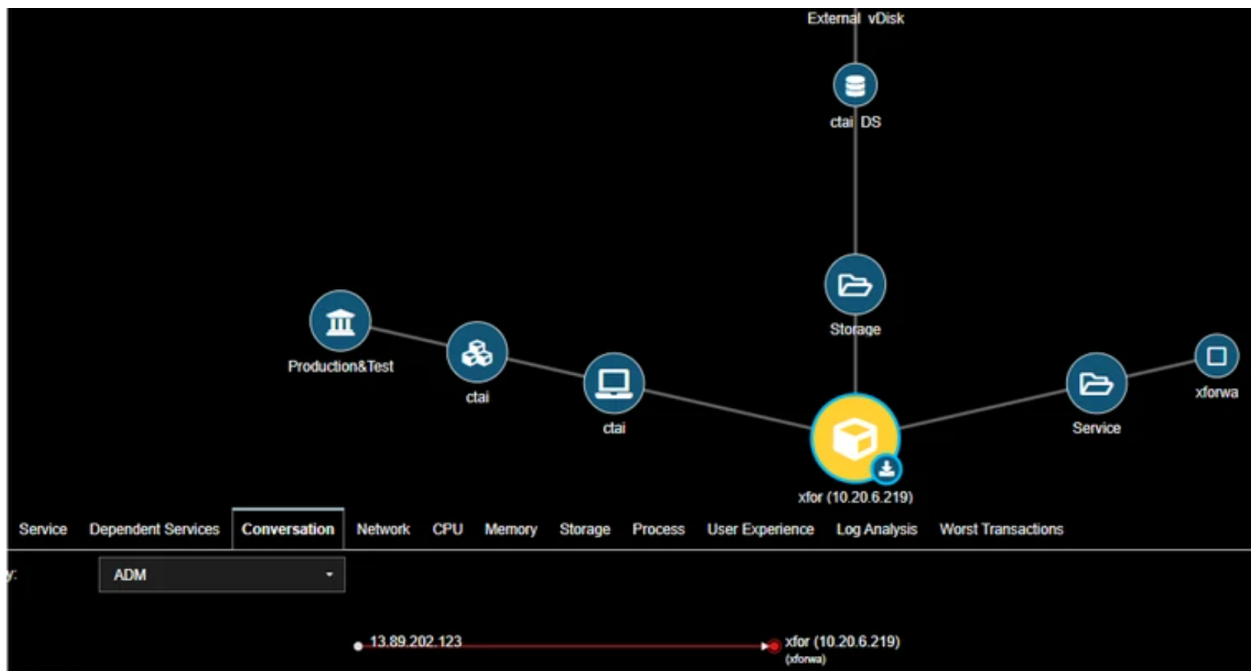 External vDisk
ctai DS
Storage
Production&Test
ctai
ctai
xforwa
Service
xfor (10.20.6.219)
Service Dependent Services Conversation Network CPU Memory Storage Process User Experience Log Analysis Worst Transactions
y: ADM
13.89.202.123 xfor (10.20.6.219)
(xforwa)